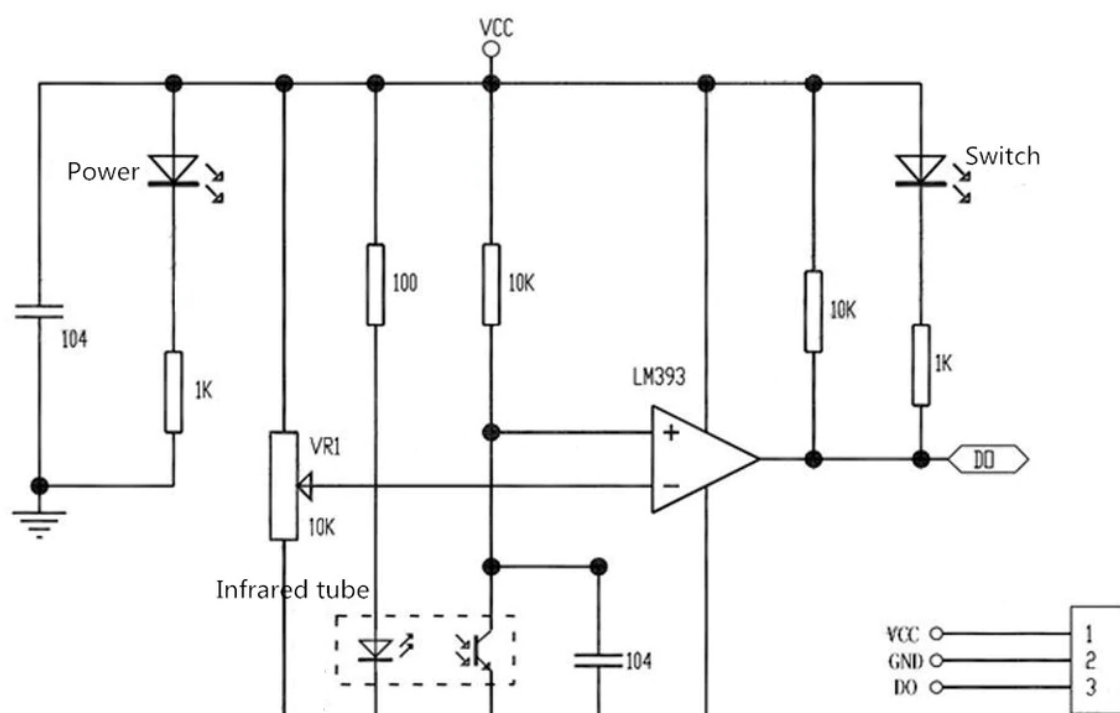 VCC
Power
Switch
100
10K
10K
104
1K
1K
LM393
VR1
+
DO
−
10K
Infrared tube
104
VCC 1
GND 2
DO 3